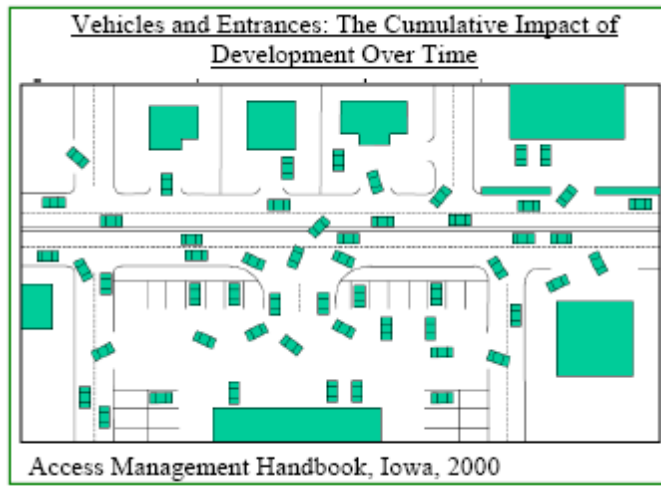 Vehicles and Entrances: The Cumulative Impact of
Development Over Time
Access Management Handbook, Iowa, 2000